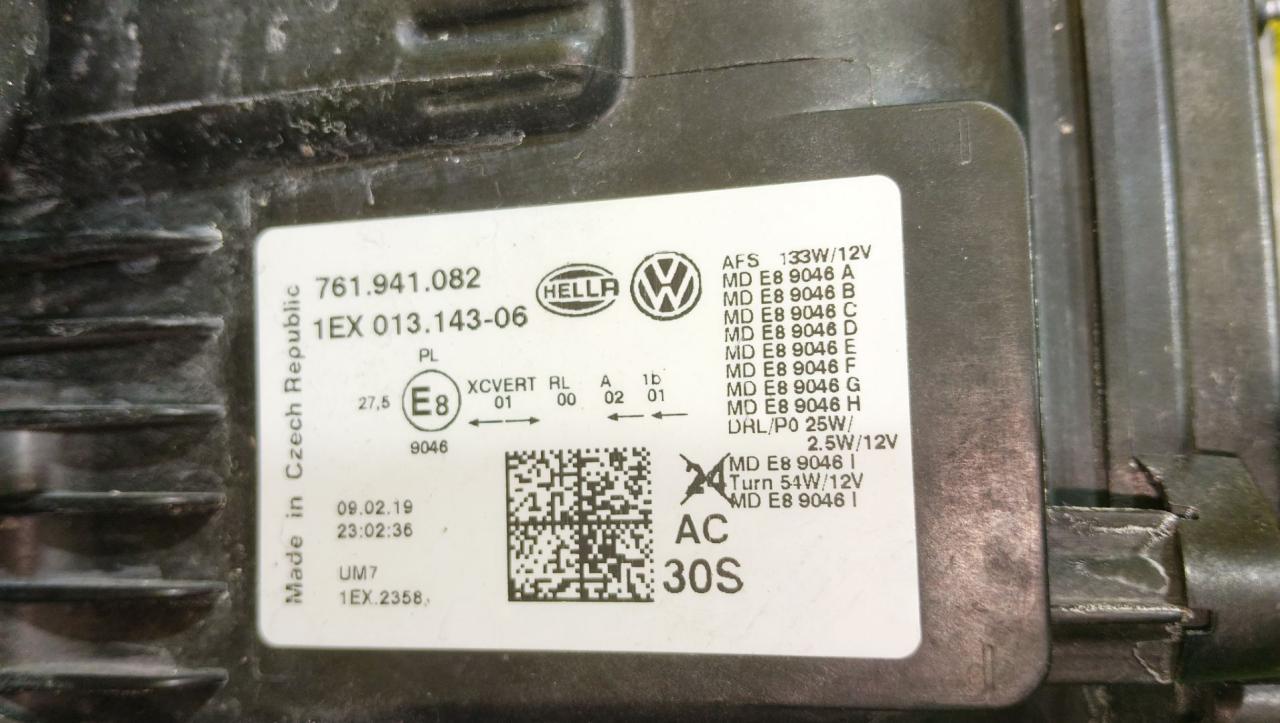 Made in Czech Republic
761.941.082
1EX 013.143-06
HELLA
PL
27,5
E8
9046
XCVERT RL A 1b
01 00 02 01
09.02.19
23:02:36
UM7
1EX.2358
AFS 133W/12V
MD E8 9046 A
MD E8 9046 B
MD E8 9046 C
MD E8 9046 D
MD E8 9046 E
MD E8 9046 F
MD E8 9046 G
MD E8 9046 H
DRL/P0 25W/
2.5W/12V
MD E8 9046 I
Turn 54W/12V
MD E8 9046 I
24
AC
30S